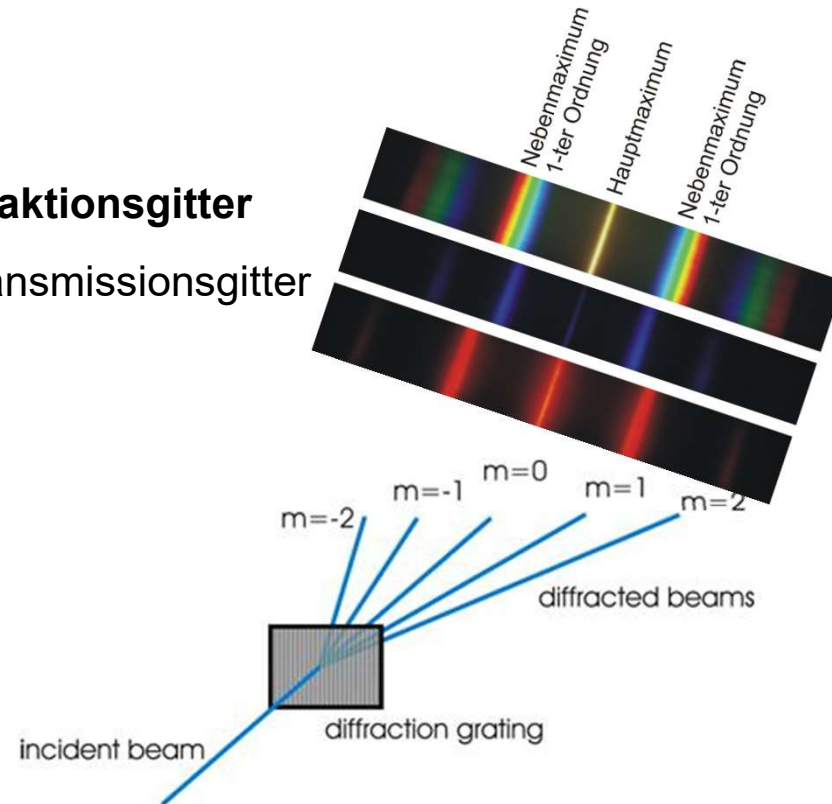 Nebenmaximum
1-ter Ordnung
Hauptmaximum
Nebenmaximum
1-ter Ordnung
aktionsgitter
ansmissionsgitter
m=-2
m=-1
m=0
m=1
m=2
diffracted beams
diffraction grating
incident beam